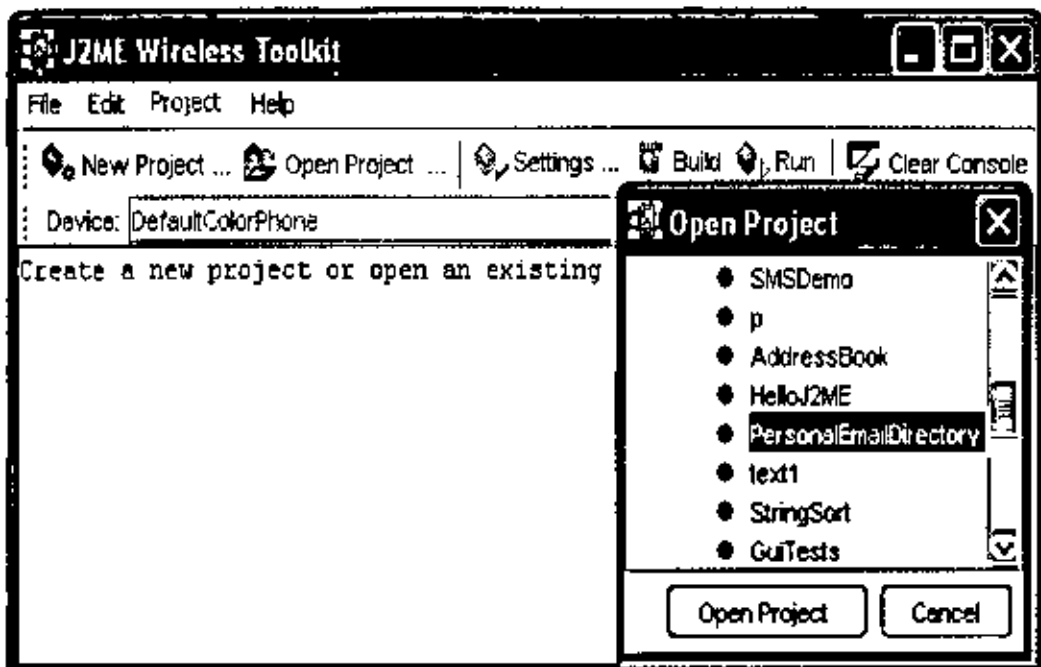 J2ME Wireless Toolkit
File Edit Project Help
New Project ... Open Project ... Settings ... Build Run Clear Console
Device: DefaultColorPhone
Create a new project or open an existing
Open Project
SMSDemo
p
AddressBook
HelloJ2ME
PersonalEmailDirectory
text1
StringSort
GuiTests
Open Project Cancel